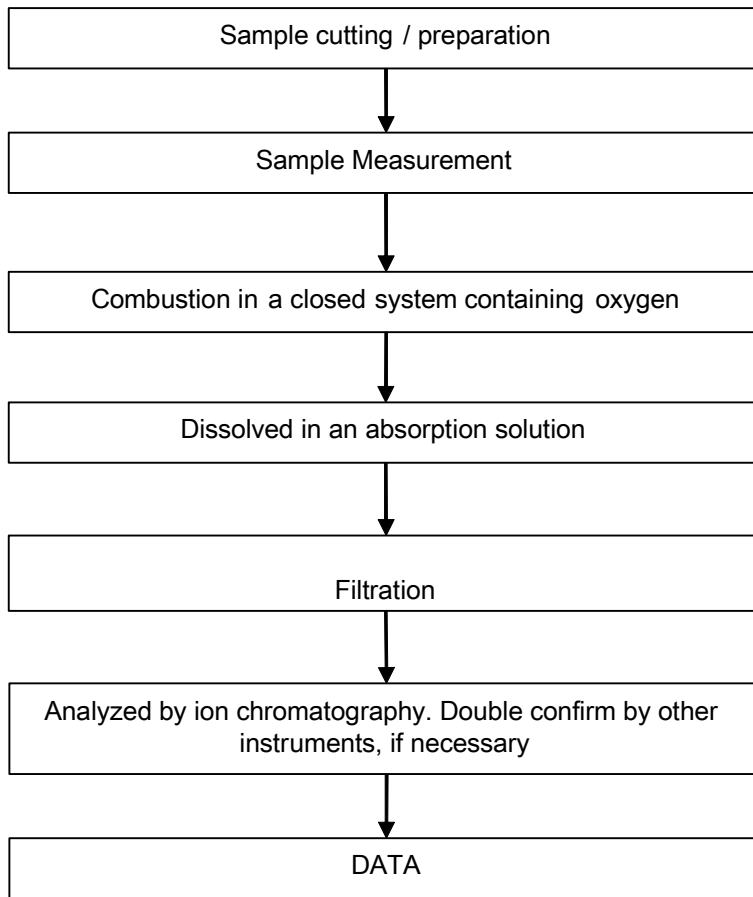 Sample cutting / preparation
Sample Measurement
Combustion in a closed system containing oxygen
Dissolved in an absorption solution
Filtration
Analyzed by ion chromatography. Double confirm by other
instruments, if necessary
DATA